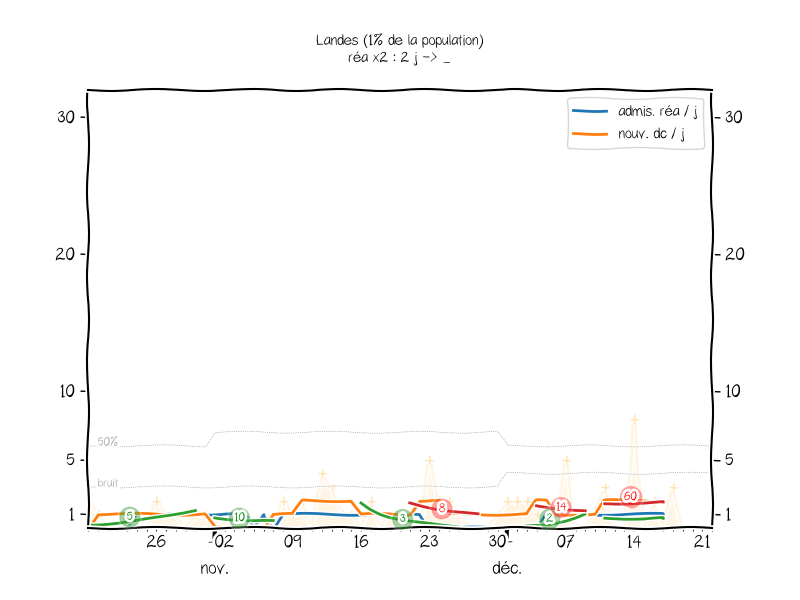 Landes (1% de la population)
réa x2 : 2 j -> _
admis. réa / j
nouv. dc / j
30 30
20 20
10 10
50%
5 5
bruit
1 1
5 10 3 8 2 14 60
26 02 09 16 23 30 07 14 21
nov. déc.